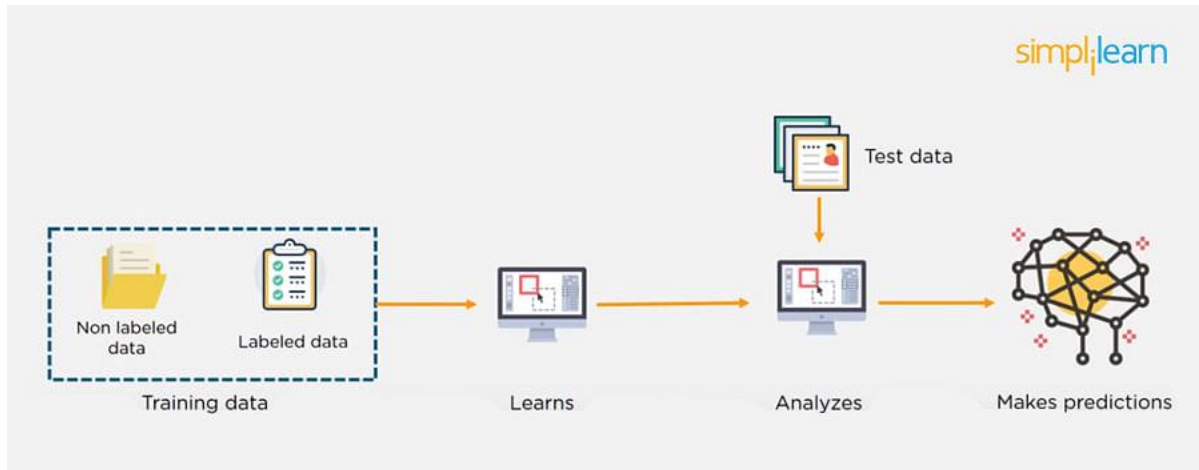 simplilearn
Test data
Non labeled
data
Labeled data
Training data
Learns
Analyzes
Makes predictions